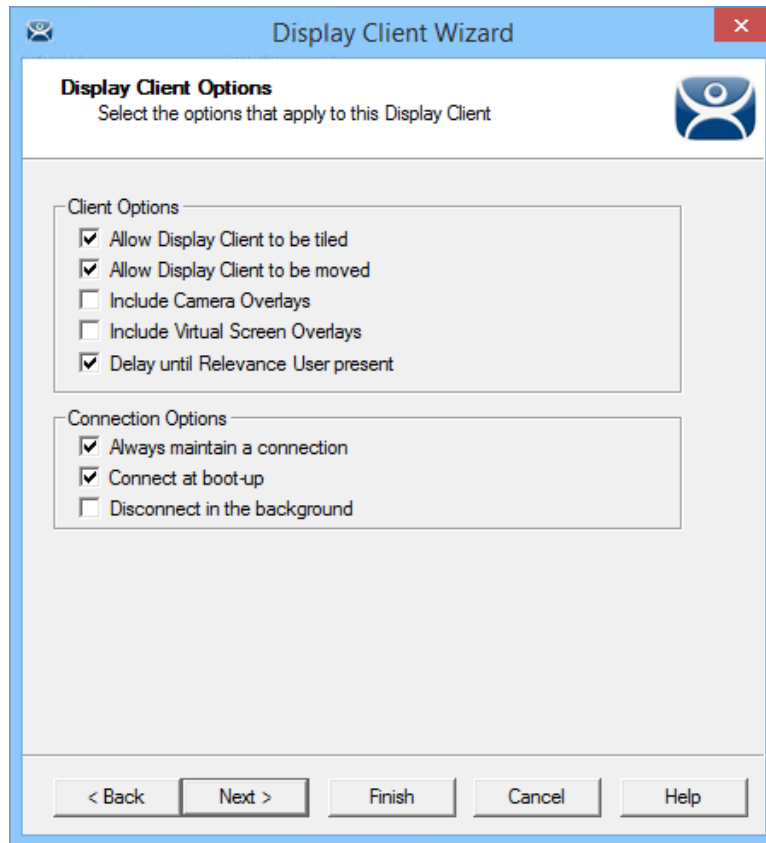 Display Client Wizard
Display Client Options
Select the options that apply to this Display Client
Client Options
Allow Display Client to be tiled
Allow Display Client to be moved
Include Camera Overlays
Include Virtual Screen Overlays
Delay until Relevance User present
Connection Options
Always maintain a connection
Connect at boot-up
Disconnect in the background
< Back Next > Finish Cancel Help